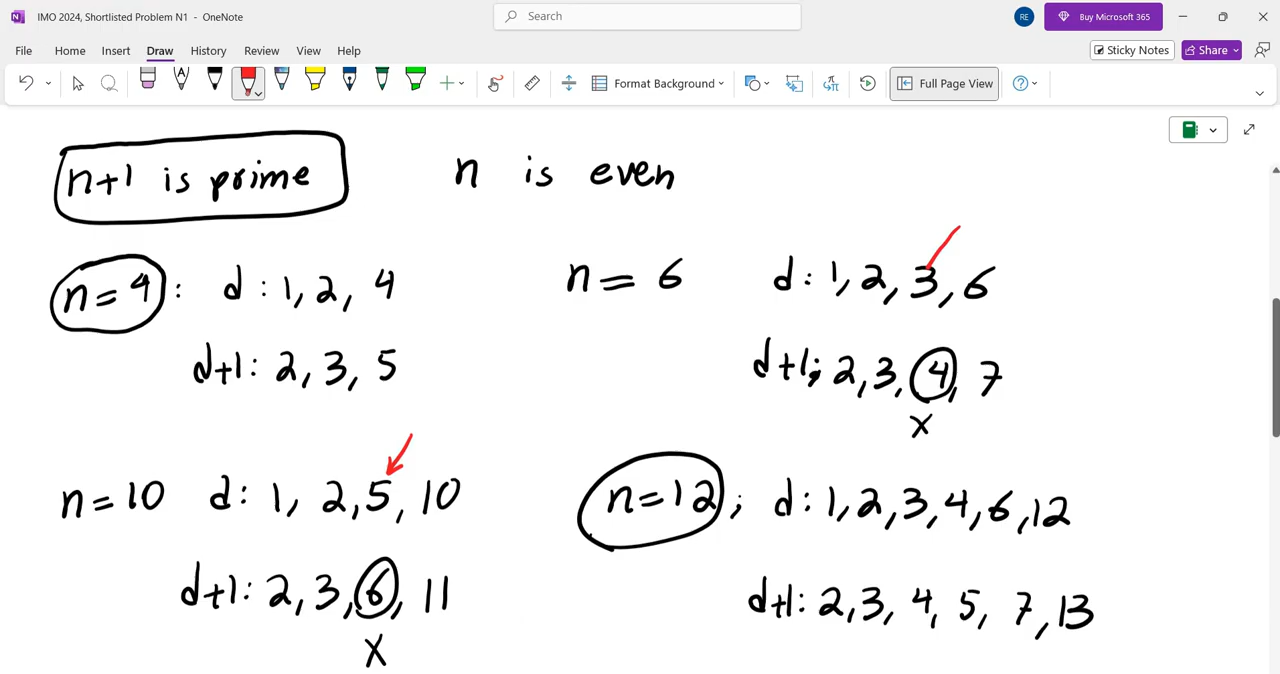 IMO 2024, Shortlisted Problem N1 - OneNote
Search
RE
Buy Microsoft 365
File Home Insert Draw History Review View Help
Sticky Notes
Share
Format Background
Full Page View
n+1 is prime
n is even
n = 4 : d : 1, 2, 4
d+1: 2, 3, 5
n = 6 d : 1, 2, 3, 6
d+1: 2, 3, 4, 7
x
n = 10 d: 1, 2, 5, 10
d+1: 2, 3, 6, 11
x
n = 12 ; d: 1, 2, 3, 4, 6, 12
d+1: 2, 3, 4, 5, 7, 13